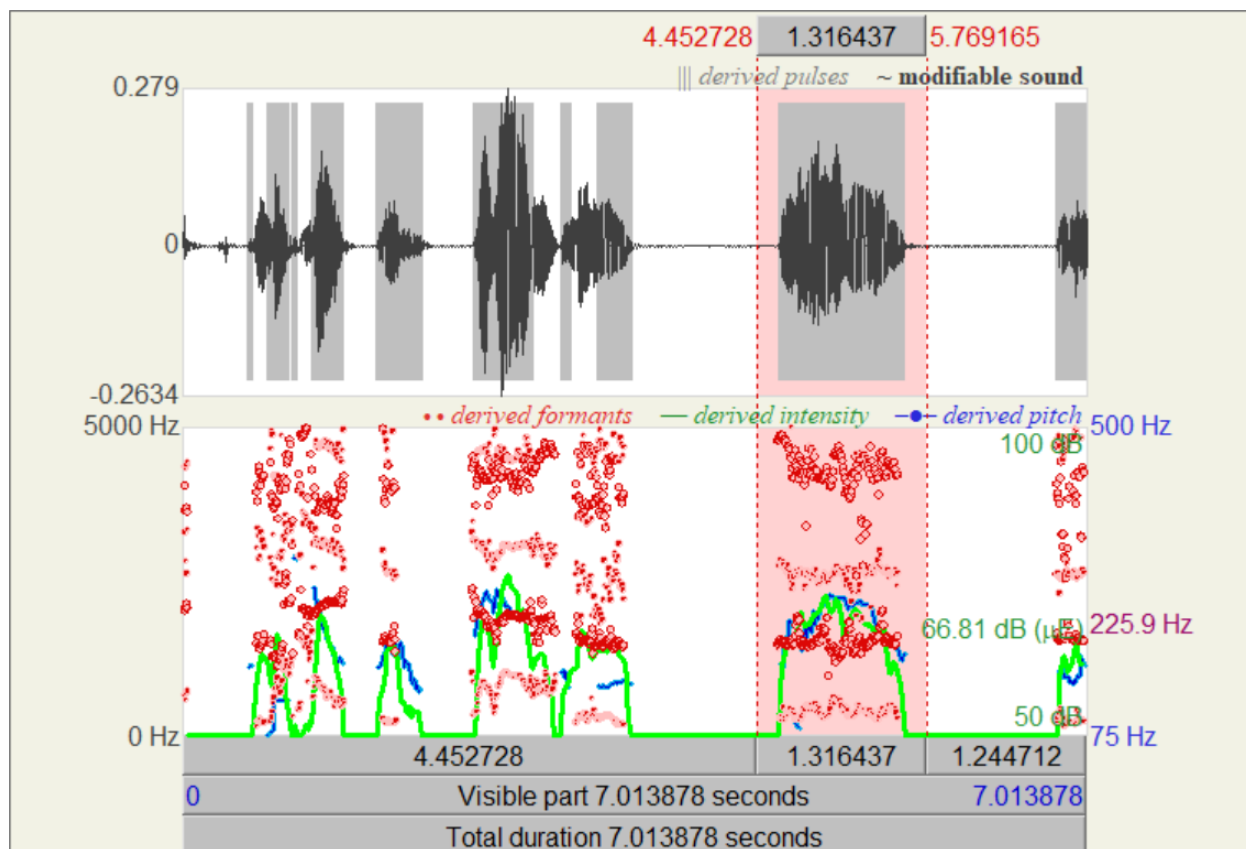 4.452728 1.316437 5.769165
||| derived pulses ~ modifiable sound
0.279
0
-0.2634
•• derived formants — derived intensity –●– derived pitch
5000 Hz 500 Hz
100 dB
66.81 dB (µE) 225.9 Hz
50 dB
0 Hz 75 Hz
4.452728 1.316437 1.244712
0 Visible part 7.013878 seconds 7.013878
Total duration 7.013878 seconds